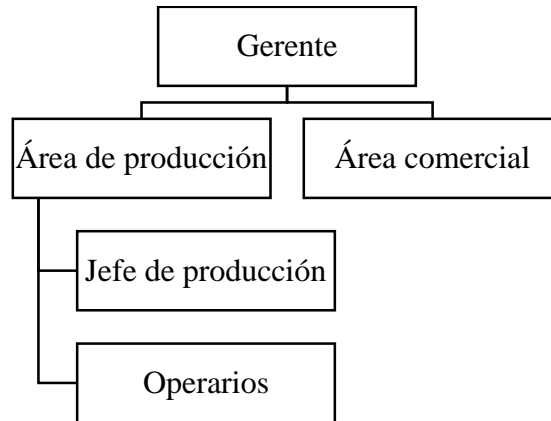 Gerente
Área de producción
Área comercial
Jefe de producción
Operarios